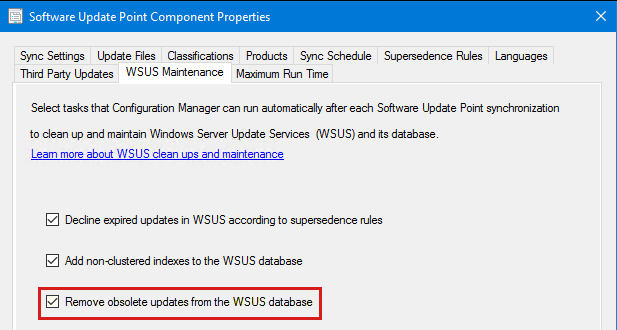 Software Update Point Component Properties
Sync Settings Update Files Classifications Products Sync Schedule Supersedence Rules Languages
Third Party Updates WSUS Maintenance Maximum Run Time
Select tasks that Configuration Manager can run automatically after each Software Update Point synchronization
to clean up and maintain Windows Server Update Services (WSUS) and its database.
Learn more about WSUS clean ups and maintenance
Decline expired updates in WSUS according to supersedence rules
Add non-clustered indexes to the WSUS database
Remove obsolete updates from the WSUS database